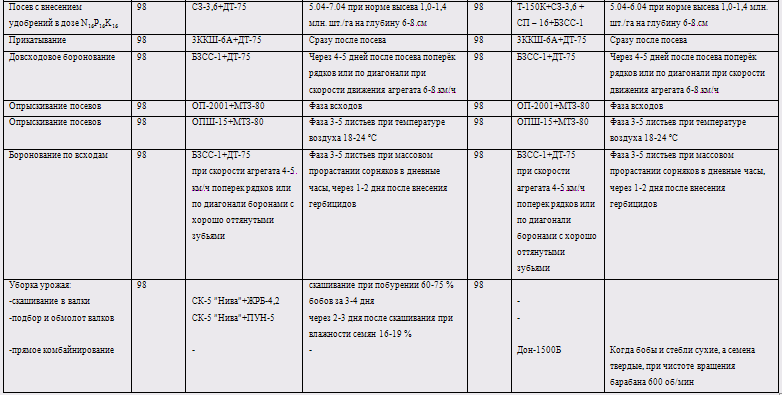 Посев с внесением удобрений в дозе N16P16K16 98 СЗ-3,6+ДТ-75 5.04-7.04 при норме высева 1,0-1,4 млн. шт./га на глубину 6-8.см 98 Т-150К+СЗ-3,6 + СП – 16+БЗСС-1 5.04-6.04 при норме высева 1,0-1,4 млн. шт./га на глубину 6-8.см
Прикатывание 98 3ККШ-6А+ДТ-75 Сразу после посева 98 3ККШ-6А+ДТ-75 Сразу после посева
Довсходовое боронование 98 БЗСС-1+ДТ-75 Через 4-5 дней после посева поперёк рядков или по диагонали при скорости движения агрегата 6-8 км/ч 98 БЗСС-1+ДТ-75 Через 4-5 дней после посева поперёк рядков или по диагонали при скорости движения агрегата 6-8 км/ч
Опрыскивание посевов 98 ОП-2001+МТЗ-80 Фаза всходов 98 ОП-2001+МТЗ-80 Фаза всходов
Опрыскивание посевов 98 ОПШ-15+МТЗ-80 Фаза 3-5 листьев при температуре воздуха 18-24 °С 98 ОПШ-15+МТЗ-80 Фаза 3-5 листьев при температуре воздуха 18-24 °С
Боронование по всходам 98 БЗСС-1+ДТ-75 при скорости агрегата 4-5. км/ч поперек рядков или по диагонали боронами с хорошо оттянутыми зубьями Фаза 3-5 листьев при массовом прорастании сорняков в дневные часы, через 1-2 дня после внесения гербицидов 98 БЗСС-1+ДТ-75 при скорости агрегата 4-5.км/ч поперек рядков или по диагонали боронами с хорошо оттянутыми зубьями Фаза 3-5 листьев при массовом прорастании сорняков в дневные часы, через 1-2 дня после внесения гербицидов
Уборка урожая: 98 98
-скашивание в валки СК-5 "Нива"+ЖРБ-4,2 скашивание при побурении 60-75 % бобов за 3-4 дня -
-подбор и обмолот валков СК-5 "Нива"+ПУН-5 через 2-3 дня после скашивания при влажности семян 16-19 % -
-прямое комбайнирование - - Дон-1500Б Когда бобы и стебли сухие, а семена твердые, при чистоте вращения барабана 600 об/мин